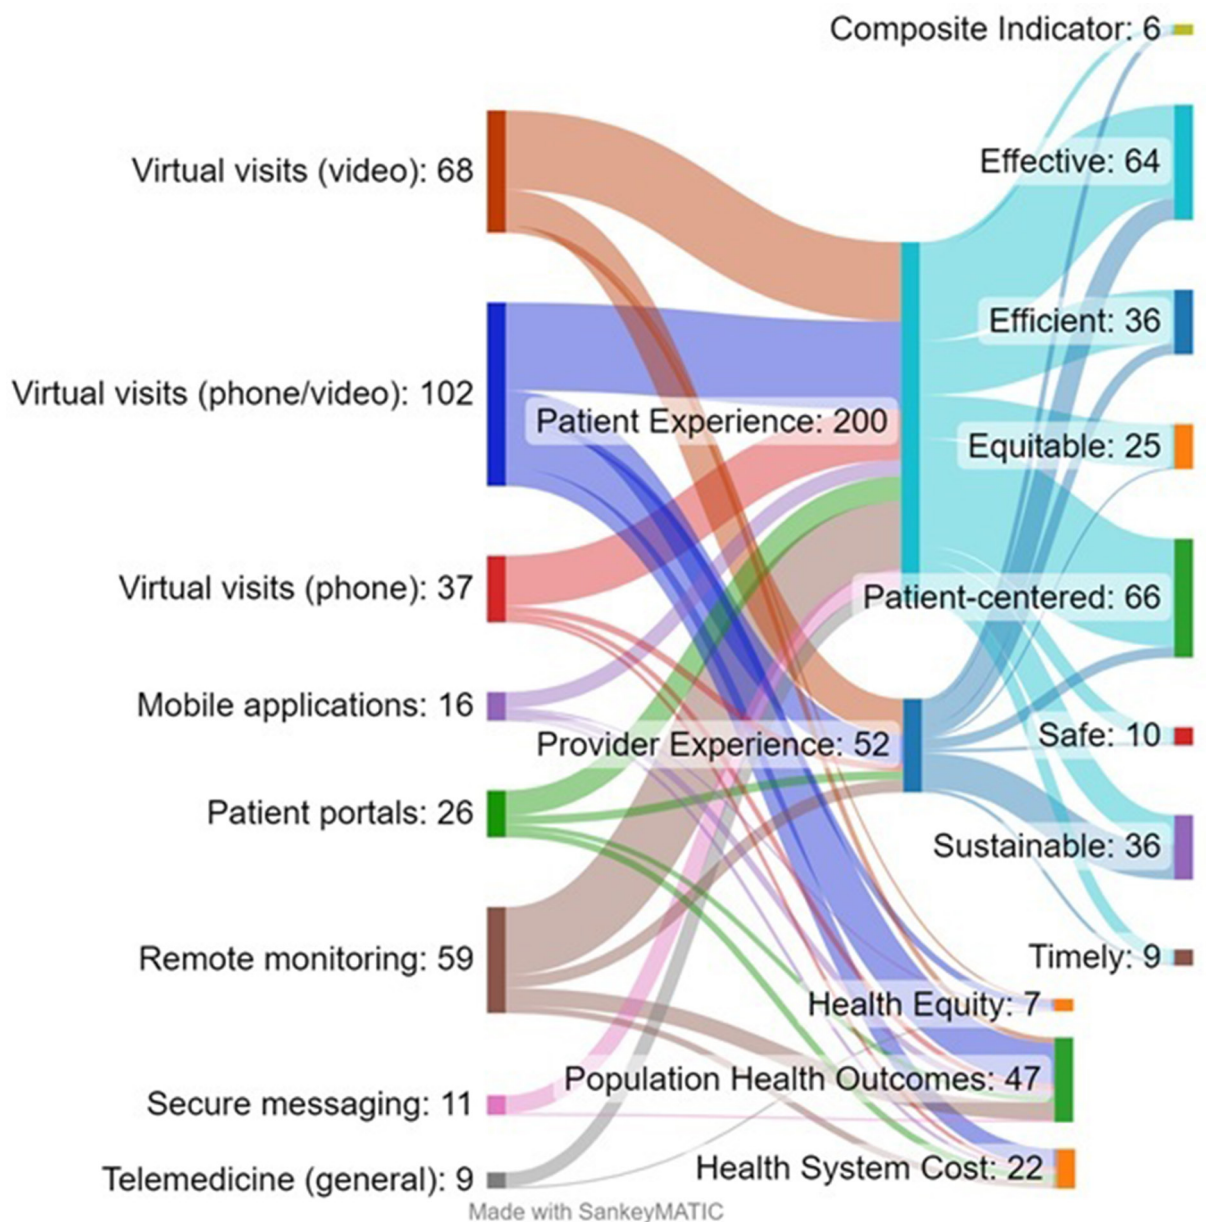 Composite Indicator: 6
Virtual visits (video): 68
Effective: 64
Efficient: 36
Virtual visits (phone/video): 102
Patient Experience: 200
Equitable: 25
Virtual visits (phone): 37
Patient-centered: 66
Mobile applications: 16
Provider Experience: 52
Safe: 10
Patient portals: 26
Sustainable: 36
Remote monitoring: 59
Timely: 9
Health Equity: 7
Population Health Outcomes: 47
Secure messaging: 11
Health System Cost: 22
Telemedicine (general): 9
Made with SankeyMATIC